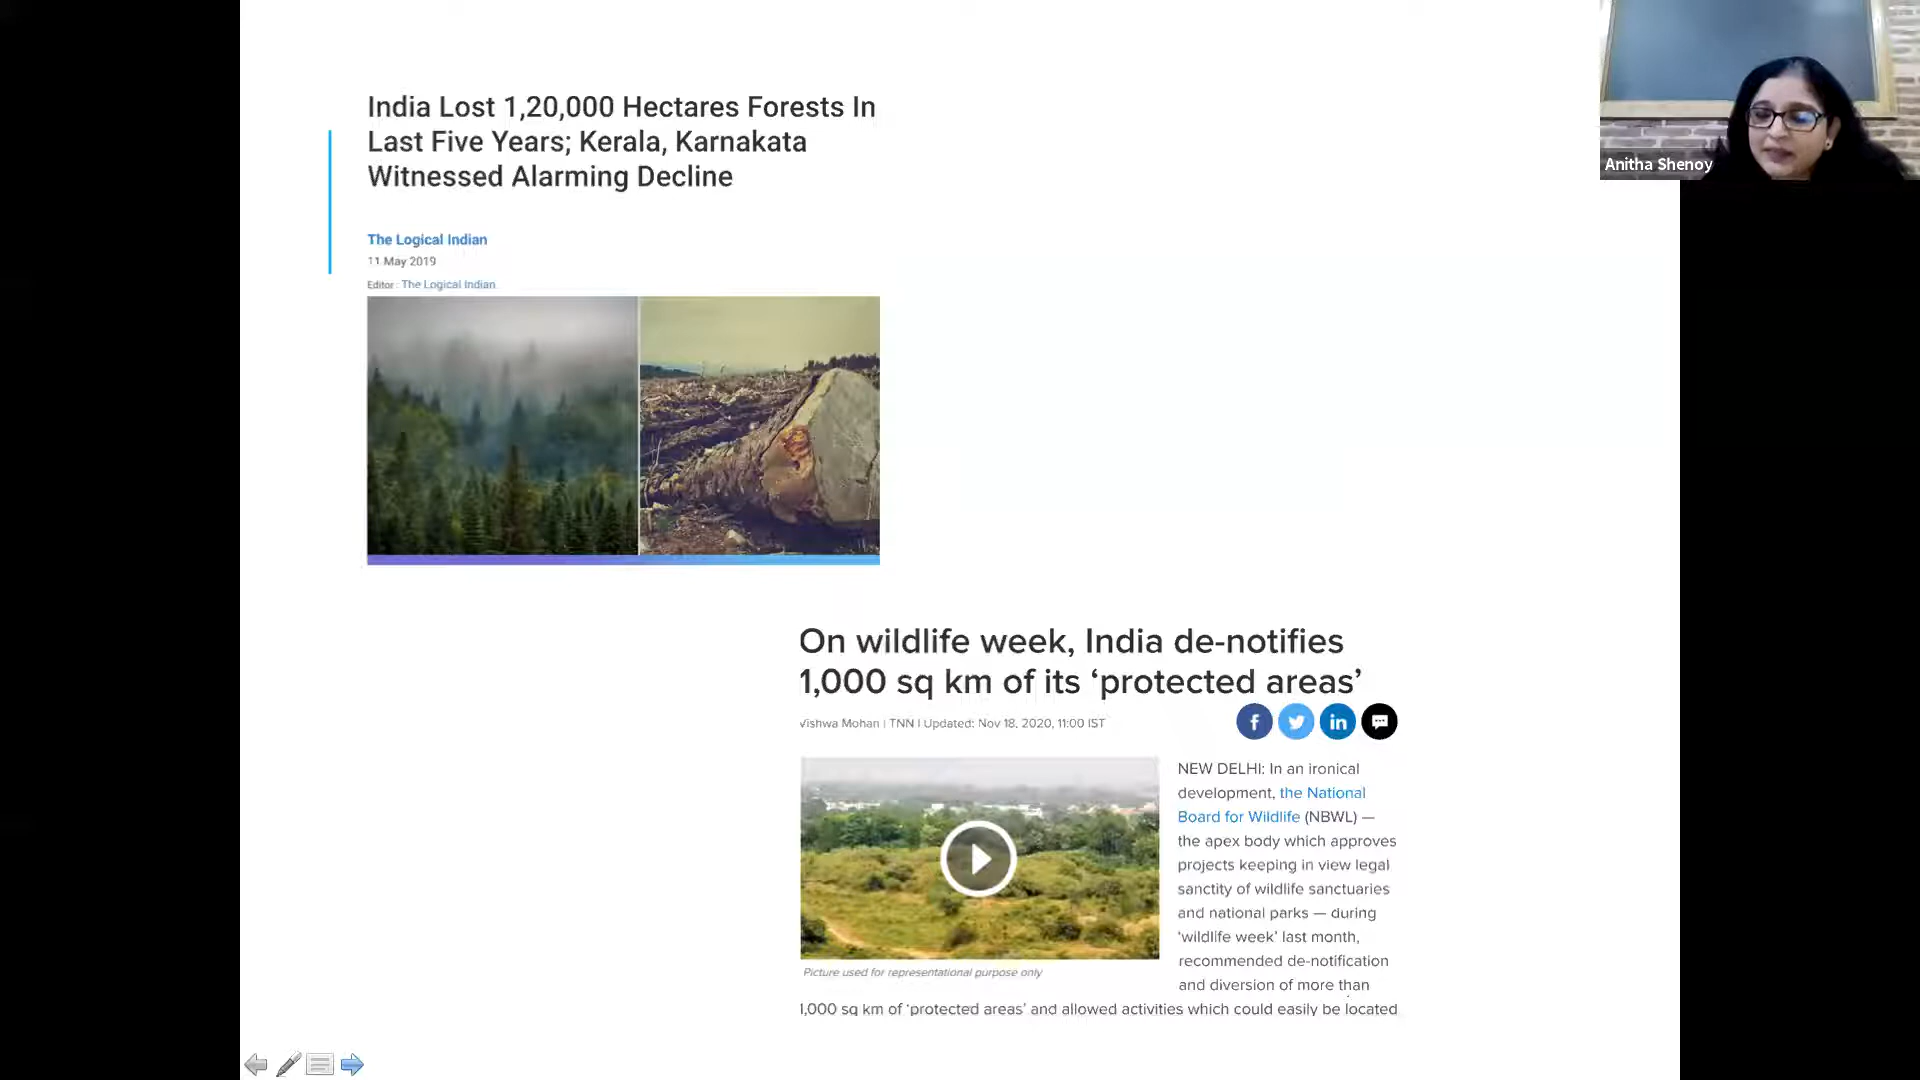 India Lost 1,20,000 Hectares Forests In
Last Five Years; Kerala, Karnakata
Witnessed Alarming Decline
The Logical Indian
11 May 2019
Editor : The Logical Indian
Anitha Shenoy
On wildlife week, India de-notifies
1,000 sq km of its ‘protected areas’
Vishwa Mohan | TNN | Updated: Nov 18, 2020, 11:00 IST
f
in
NEW DELHI: In an ironical
development, the National
Board for Wildlife (NBWL) —
the apex body which approves
projects keeping in view legal
sanctity of wildlife sanctuaries
and national parks — during
‘wildlife week’ last month,
recommended de-notification
and diversion of more than
1,000 sq km of ‘protected areas’ and allowed activities which could easily be located
Picture used for representational purpose only